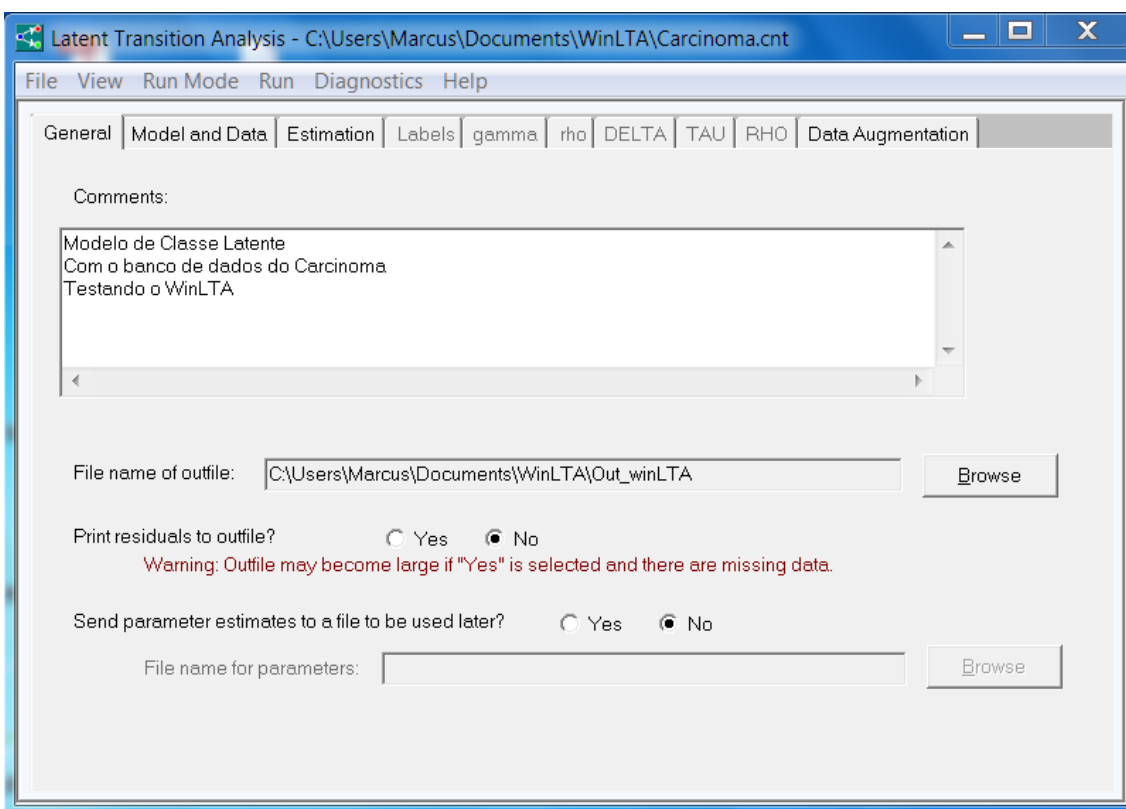 Latent Transition Analysis - C:\Users\Marcus\Documents\WinLTA\Carcinoma.cnt
File View Run Mode Run Diagnostics Help
General Model and Data Estimation Labels gamma rho DELTA TAU RHO Data Augmentation
Comments:
Modelo de Classe Latente
Com o banco de dados do Carcinoma
Testando o WinLTA
File name of outfile: C:\Users\Marcus\Documents\WinLTA\Out_winLTA Browse
Print residuals to outfile? Yes No
Warning: Outfile may become large if "Yes" is selected and there are missing data.
Send parameter estimates to a file to be used later? Yes No
File name for parameters: Browse